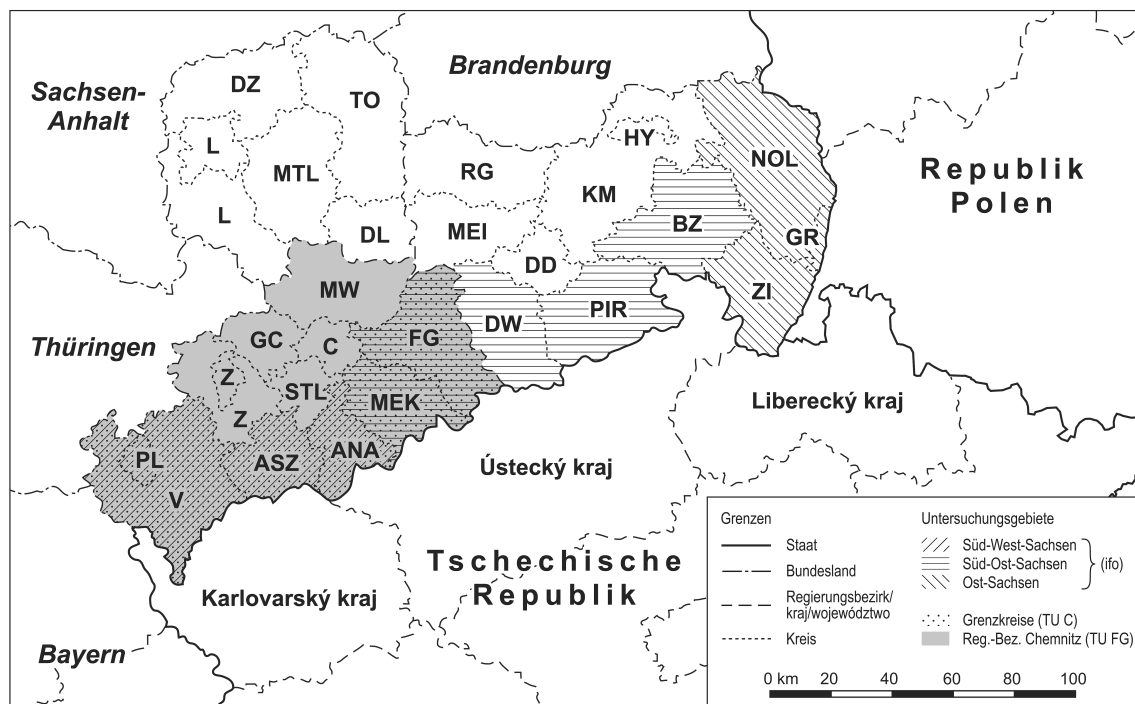 Brandenburg
Sachsen-
Anhalt
DZ
TO
L
MTL
L
DL
HY
RG
KM
NOL
Republik
Polen
MEI
BZ
GR
DD
ZI
MW
PIR
DW
FG
GC
C
Thüringen
Z
STL
MEK
Z
Liberecký kraj
PL
ASZ
ANA
Ústecký kraj
V
Tschechische
Republik
Karlovarský kraj
Bayern
Grenzen
Staat
Bundesland
Regierungsbezirk/
kraj/województwo
Kreis
Untersuchungsgebiete
Süd-West-Sachsen
Süd-Ost-Sachsen
(ifo)
Ost-Sachsen
Grenzkreise (TU C)
Reg.-Bez. Chemnitz (TU FG)
0 km 20 40 60 80 100